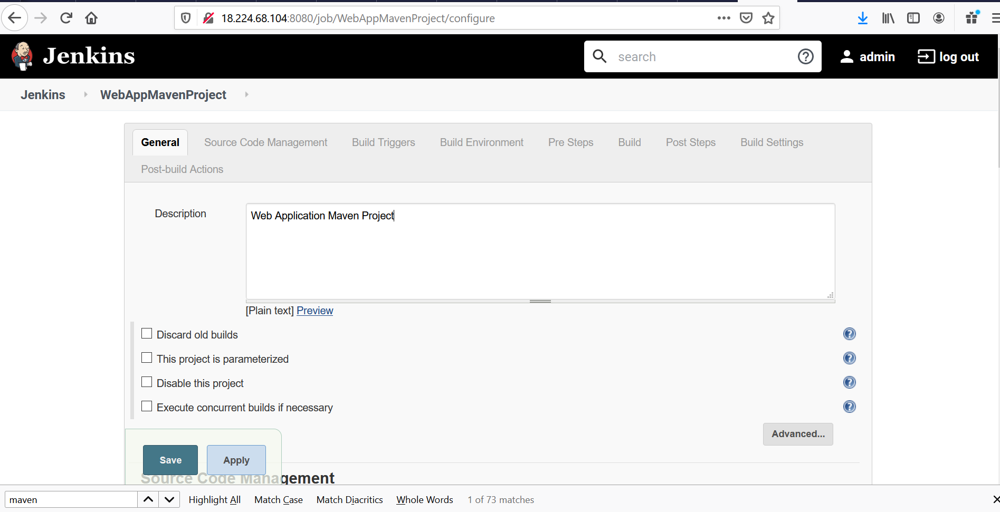 18.224.68.104:8080/job/WebAppMavenProject/configure
Jenkins
search
admin
log out
Jenkins
WebAppMavenProject
General
Source Code Management
Build Triggers
Build Environment
Pre Steps
Build
Post Steps
Build Settings
Post-build Actions
Description
Web Application Maven Project
[Plain text] Preview
Discard old builds
This project is parameterized
Disable this project
Execute concurrent builds if necessary
Advanced...
Save
Apply
Source Code Management
maven
Highlight All
Match Case
Match Diacritics
Whole Words
1 of 73 matches